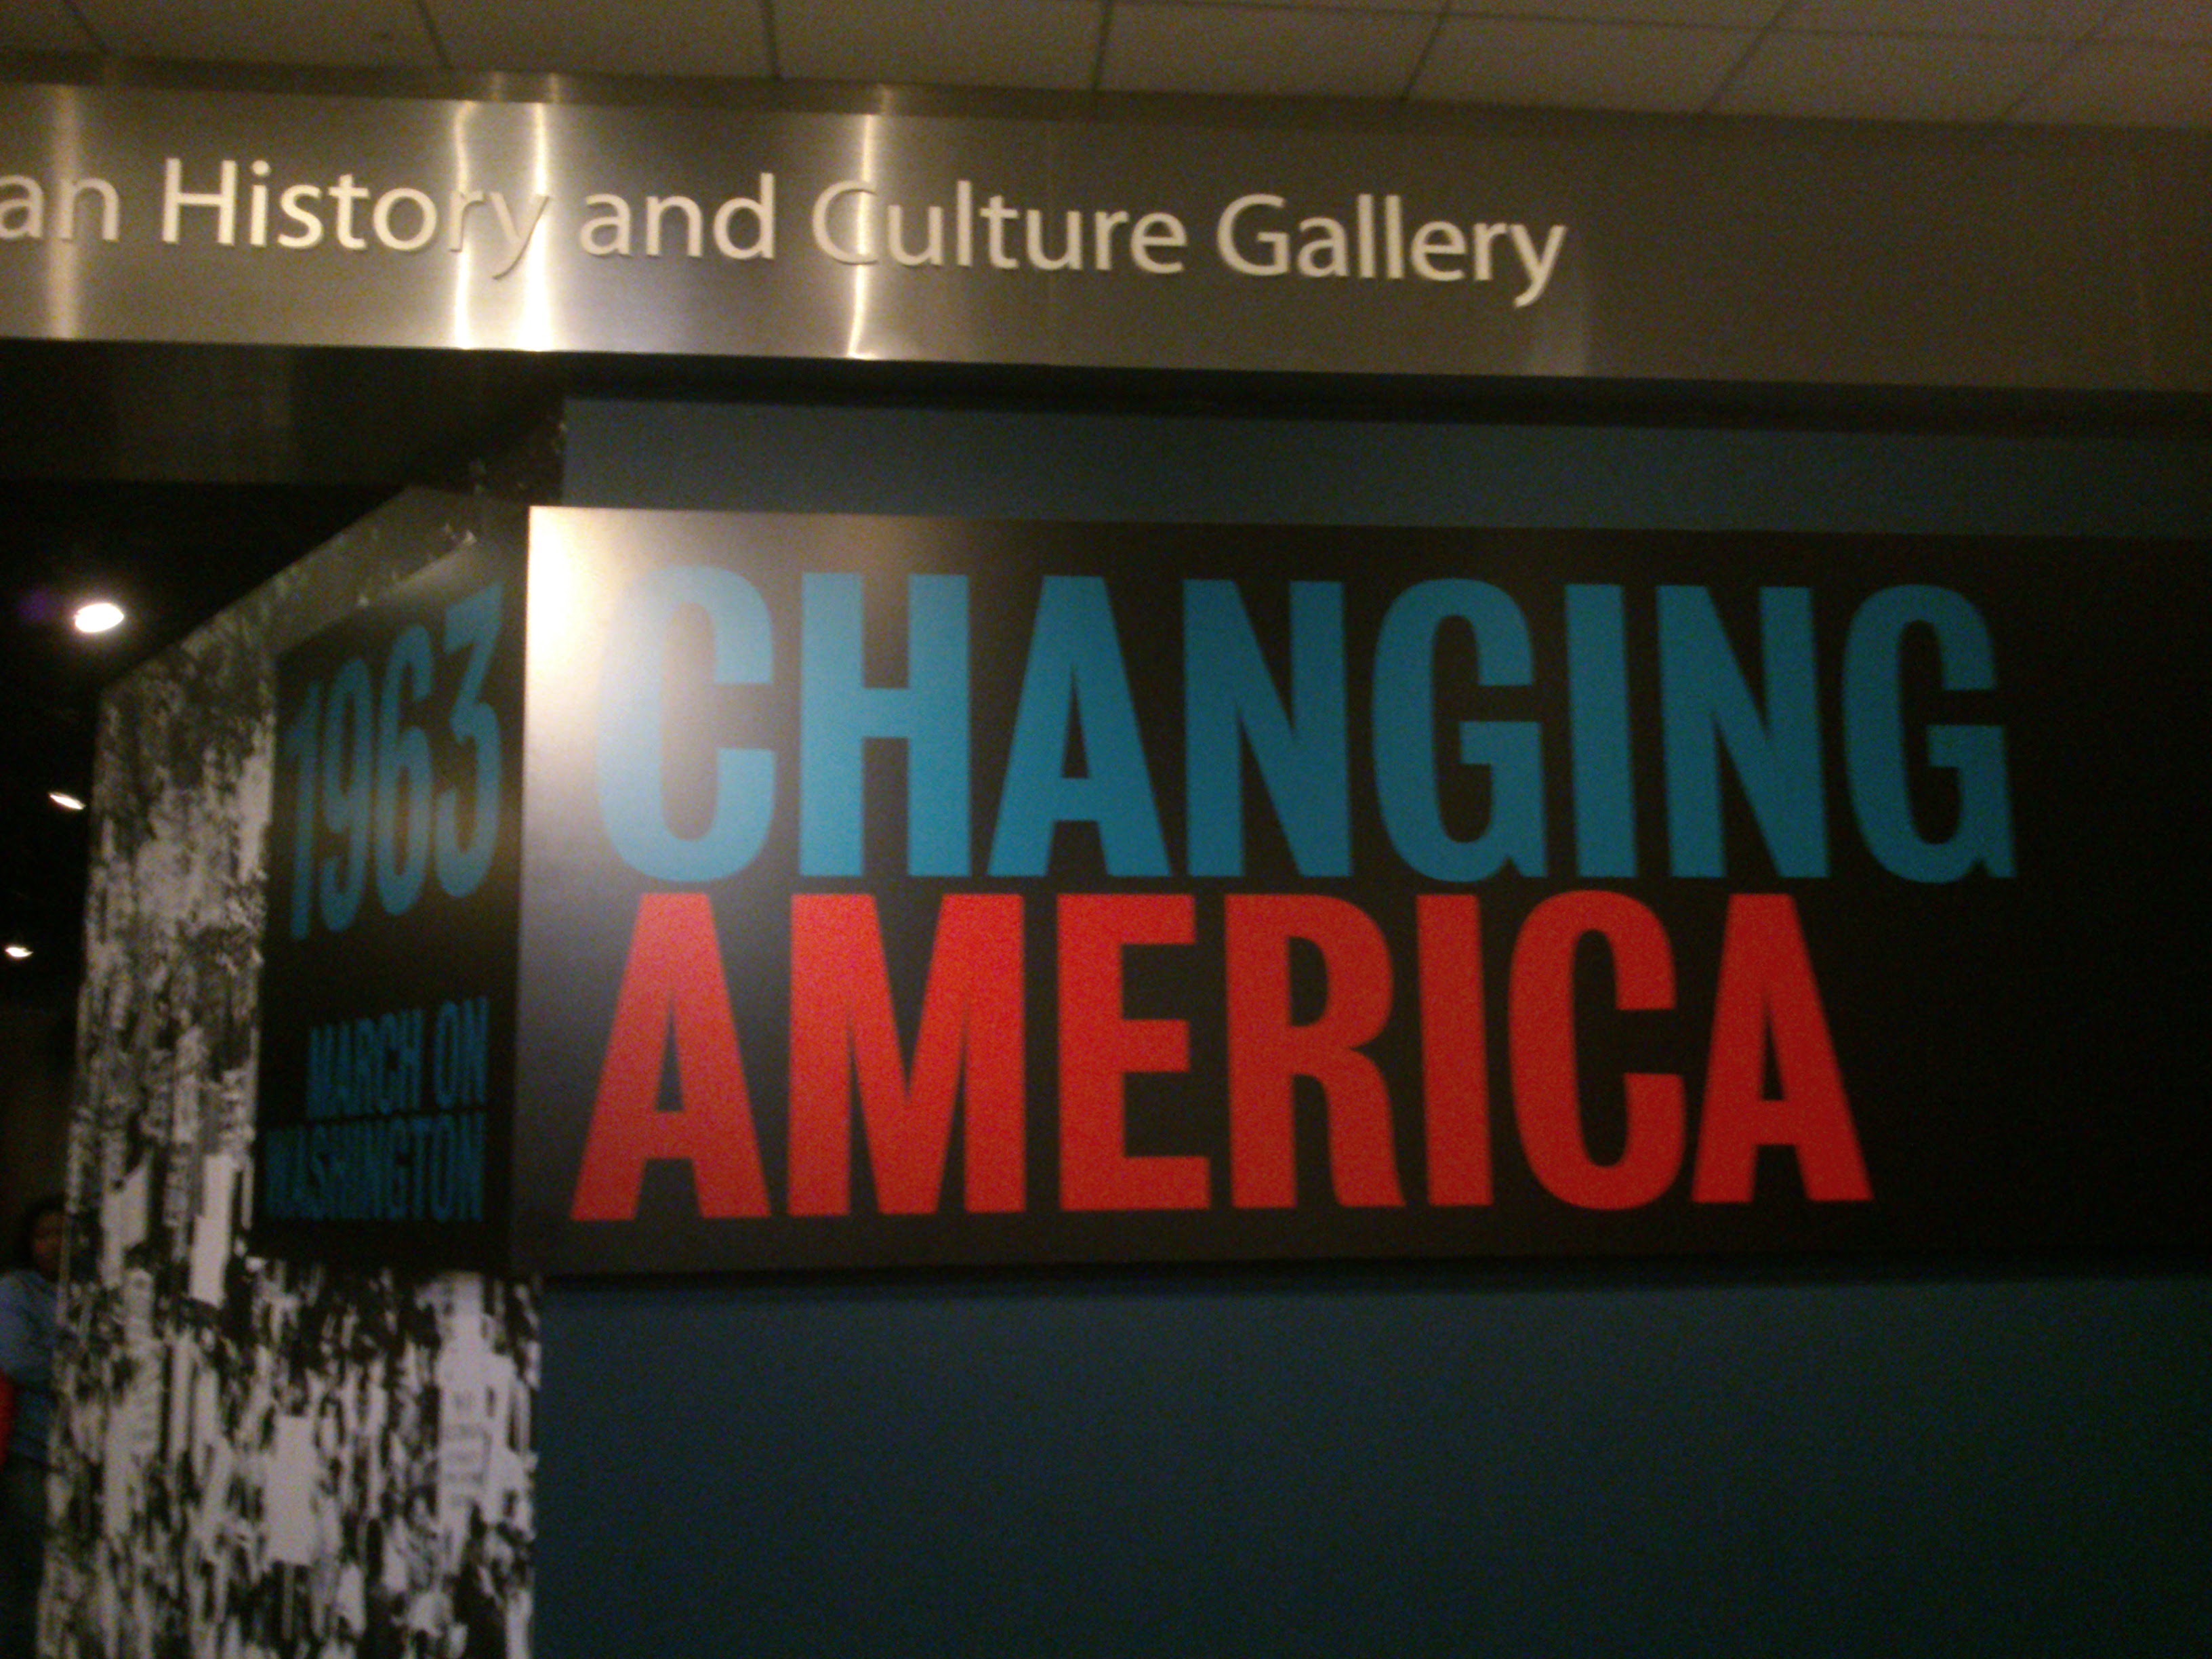 an History and Culture Gallery
1963
MARCH ON
WASHINGTON
CHANGING
AMERICA